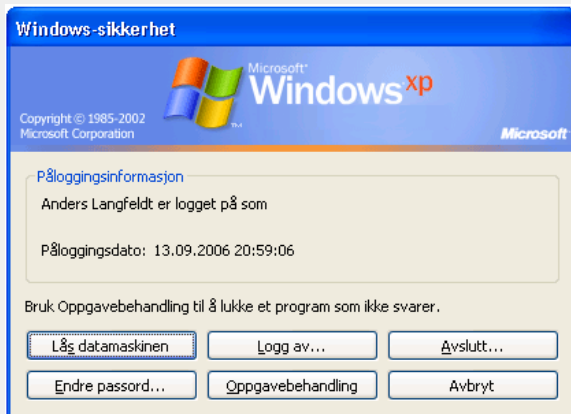 Windows-sikkerhet
Microsoft®
Windows xp
Copyright © 1985-2002
Microsoft Corporation
Microsoft
Påloggingsinformasjon
Anders Langfeldt er logget på som
Påloggingsdato: 13.09.2006 20:59:06
Bruk Oppgavebehandling til å lukke et program som ikke svarer.
Lås datamaskinen Logg av... Avslutt...
Endre passord... Oppgavebehandling Avbryt